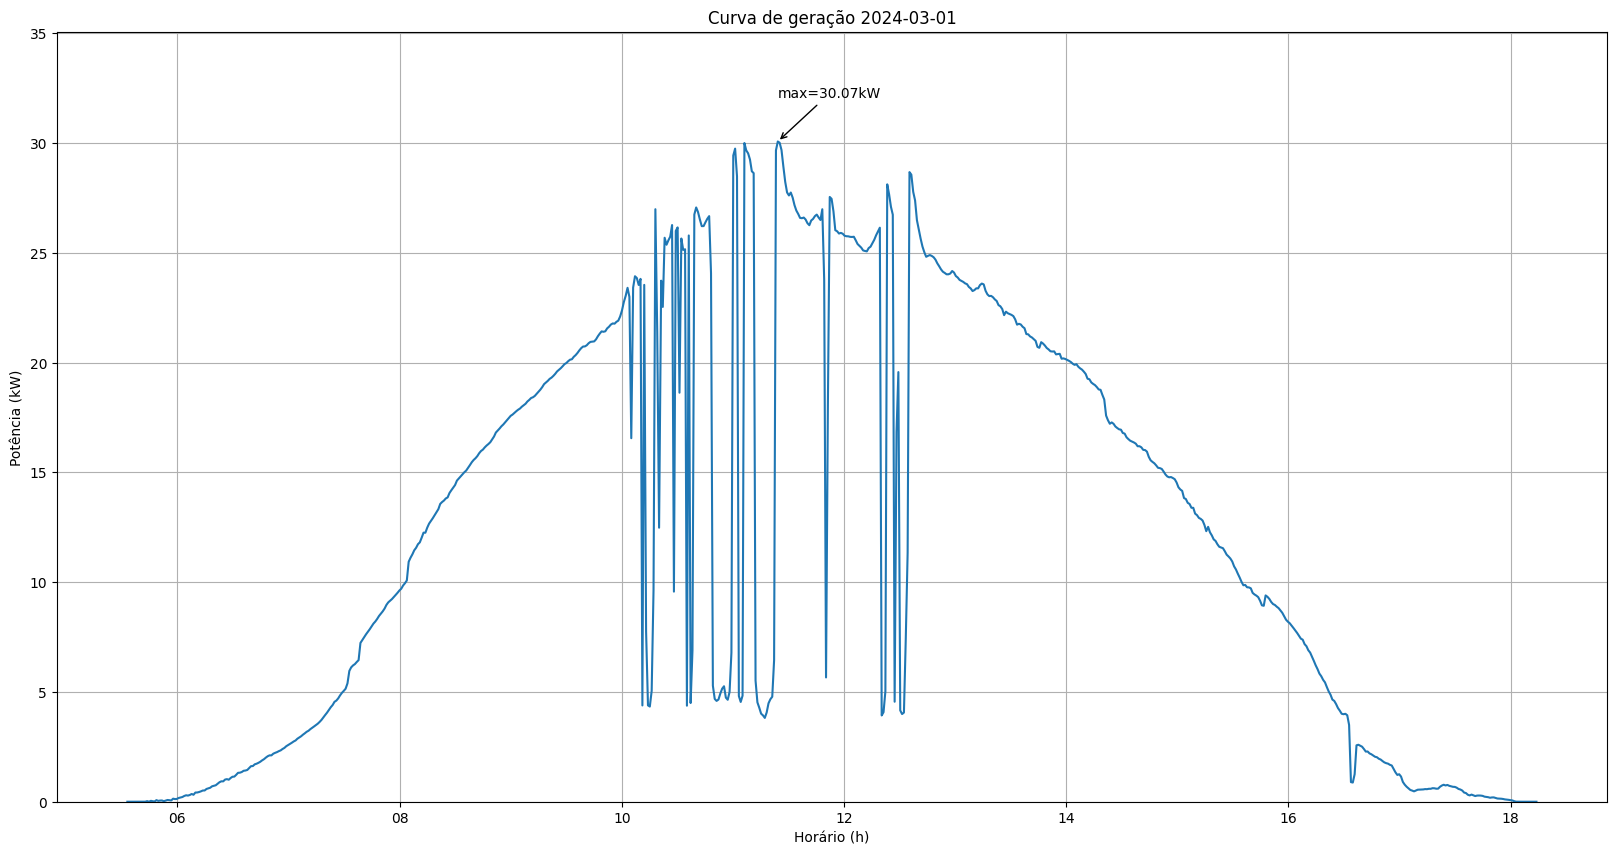 Curva de geração 2024-03-01
35
max=30.07kW
30
25
20
15
10
5
0
Potência (kW)
06 08 10 12 14 16 18
Horário (h)